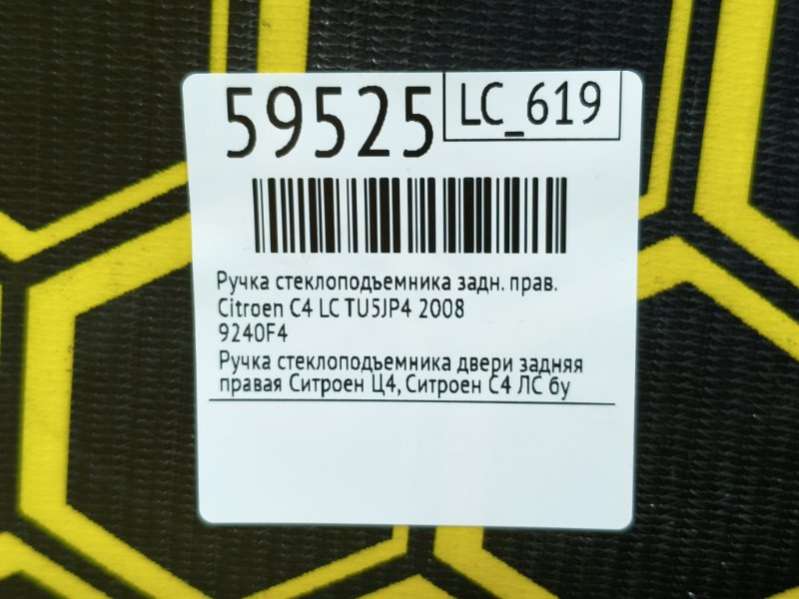 59525
LC_619
Ручка стеклоподъемника задн. прав.
Citroen C4 LC TU5JP4 2008
9240F4
Ручка стеклоподъемника двери задняя
правая Ситроен Ц4, Ситроен С4 ЛС бу